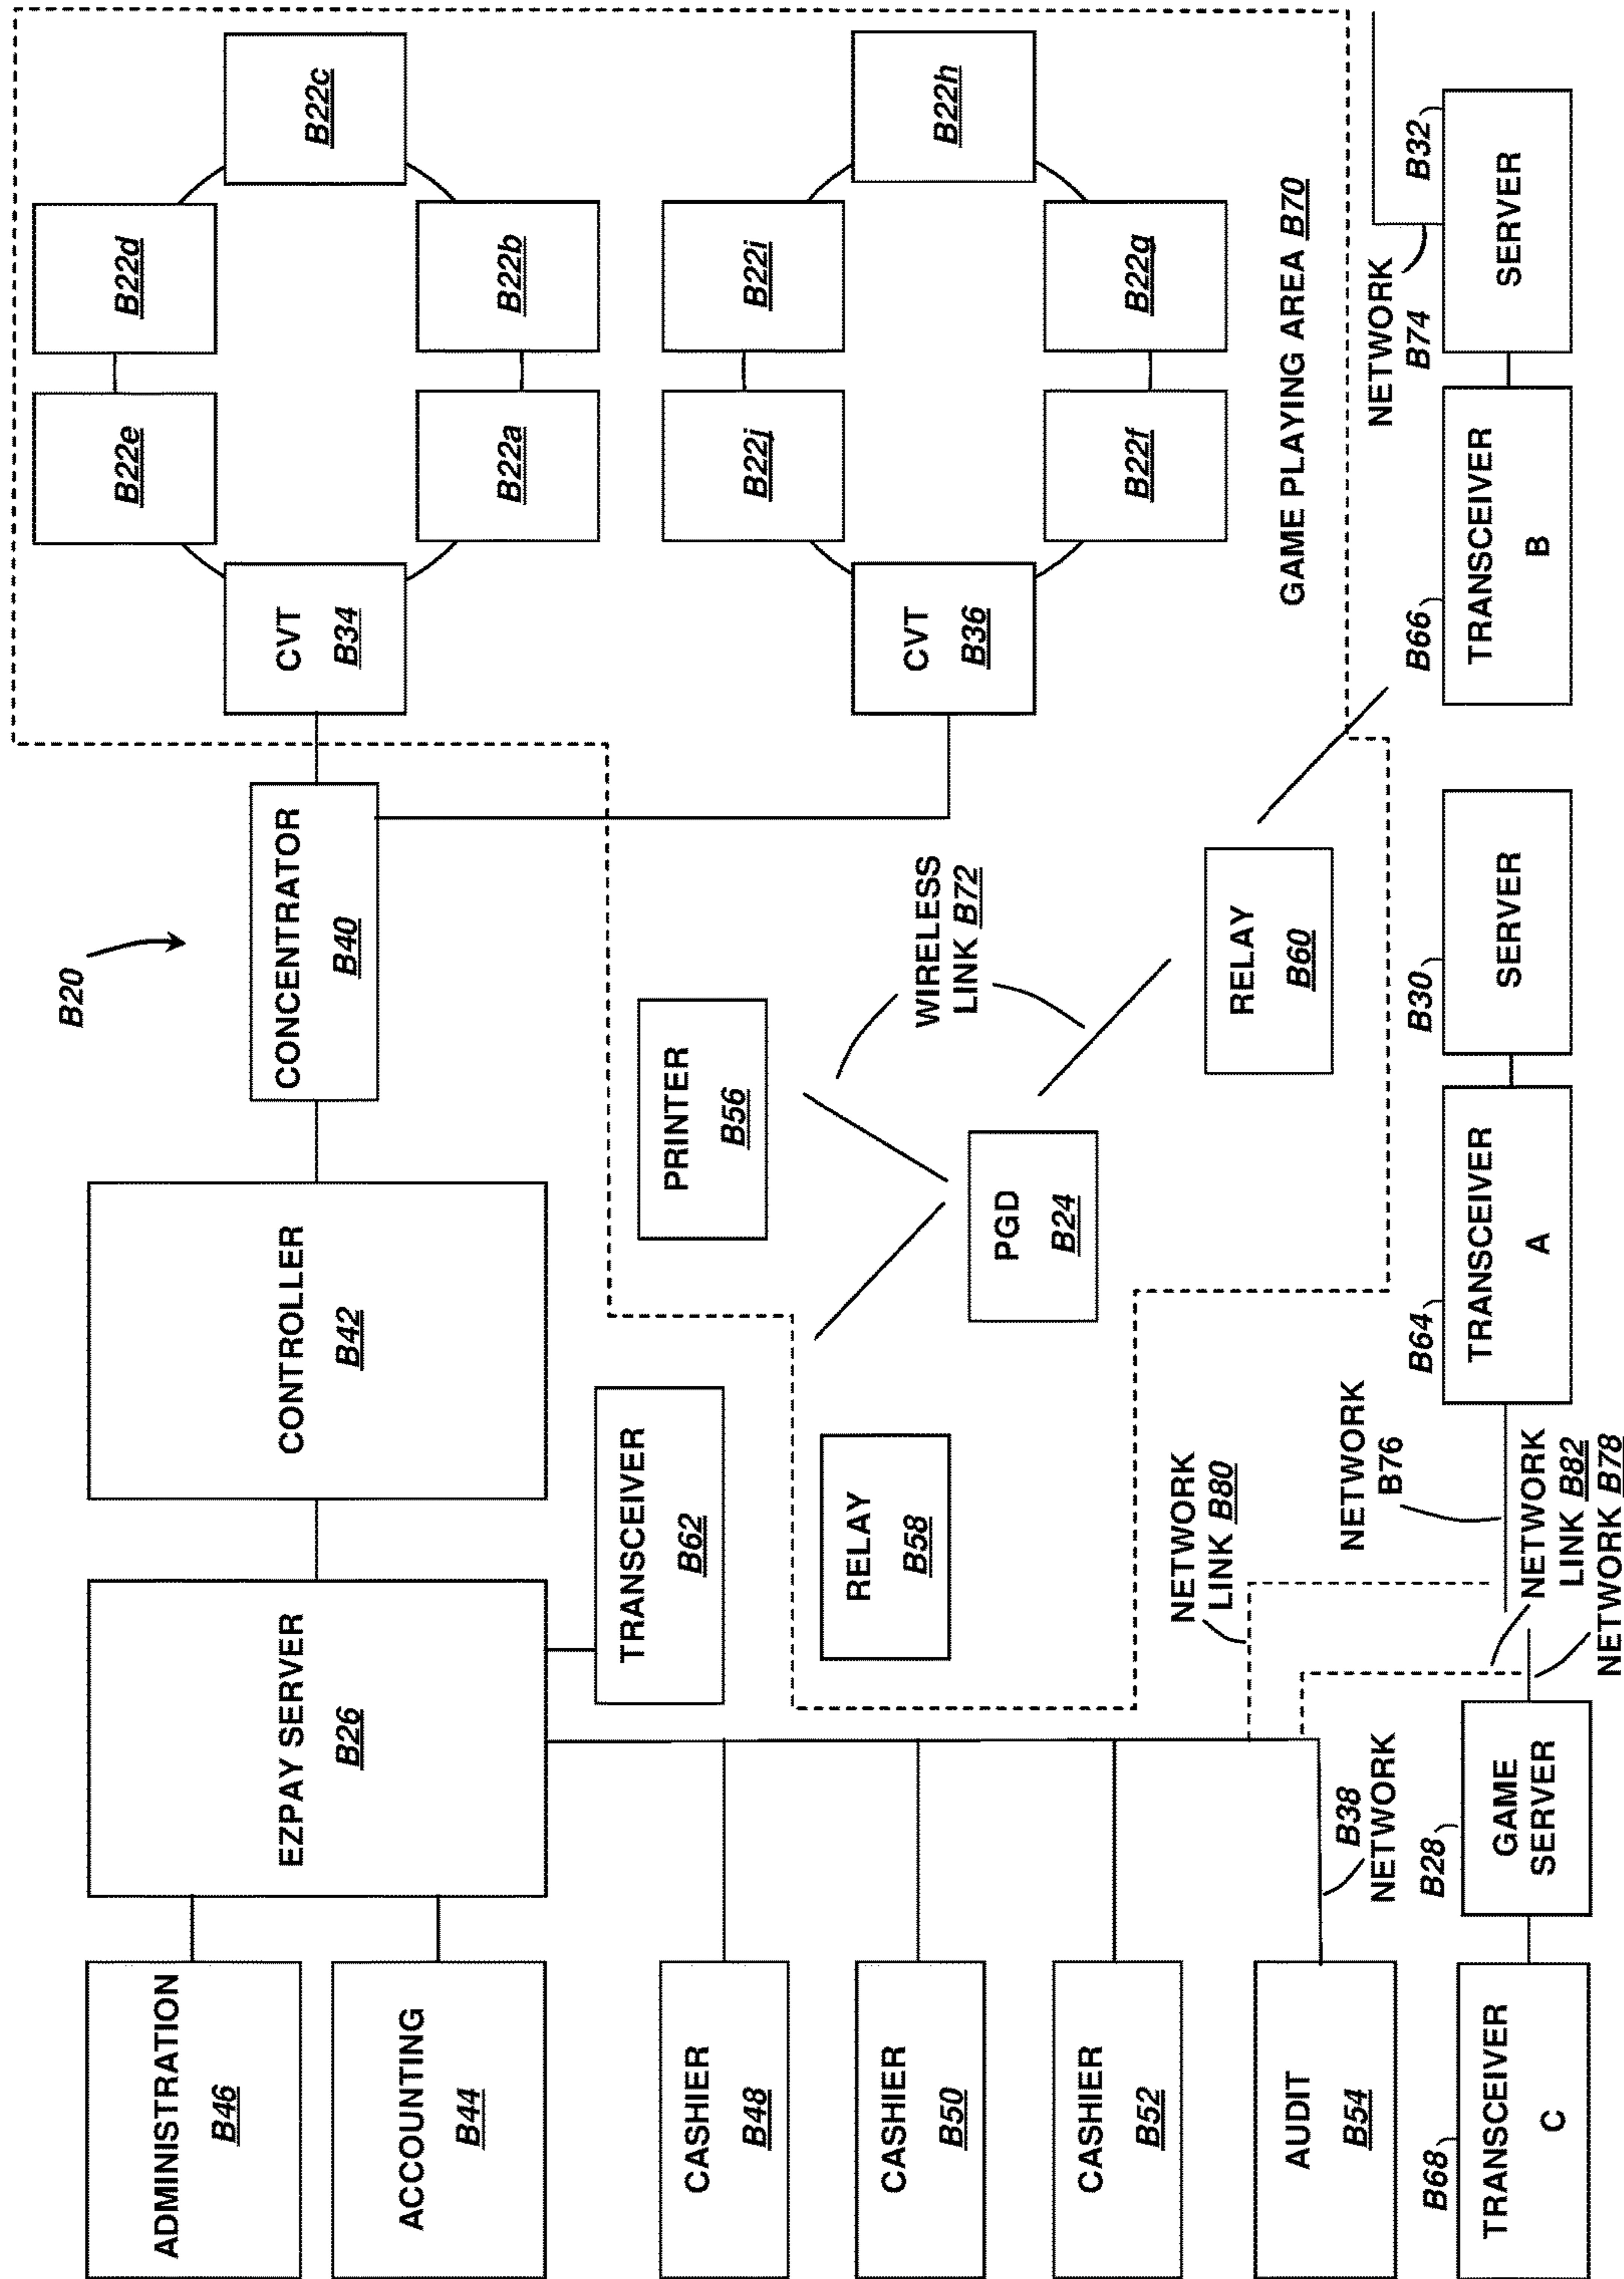 B20
ADMINISTRATION
B46
ACCOUNTING
B44
EZPAY SERVER
B26
CONTROLLER
B42
CONCENTRATOR
B40
CVT
B34
B22e
B22d
B22c
B22a
B22b
CASHIER
B48
CASHIER
B50
CASHIER
B52
AUDIT
B54
TRANSCEIVER
B62
RELAY
B58
PRINTER
B56
PGD
B24
WIRELESS
LINK B72
RELAY
B60
CVT
B36
B22j
B22i
B22h
B22f
B22g
GAME PLAYING AREA B70
NETWORK
LINK B80
B38
NETWORK
NETWORK
B76
NETWORK
B74
B68
TRANSCEIVER
C
B28
GAME
SERVER
NETWORK
LINK B82
NETWORK B78
B64
TRANSCEIVER
A
B30
SERVER
B66
TRANSCEIVER
B
B32
SERVER